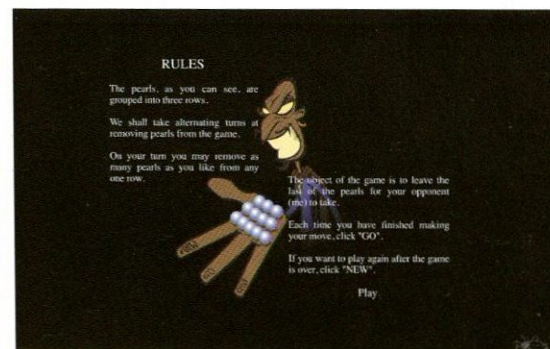 RULES
The pearls, as you can see, are
grouped into three rows.
We shall take alternating turns at
removing pearls from the game.
On your turn you may remove as
many pearls as you like from any
one row.
The object of the game is to leave the
last of the pearls for your opponent
(me) to take.
Each time you have finished making
your move, click "GO".
If you want to play again after the game
is over, click "NEW".
Play